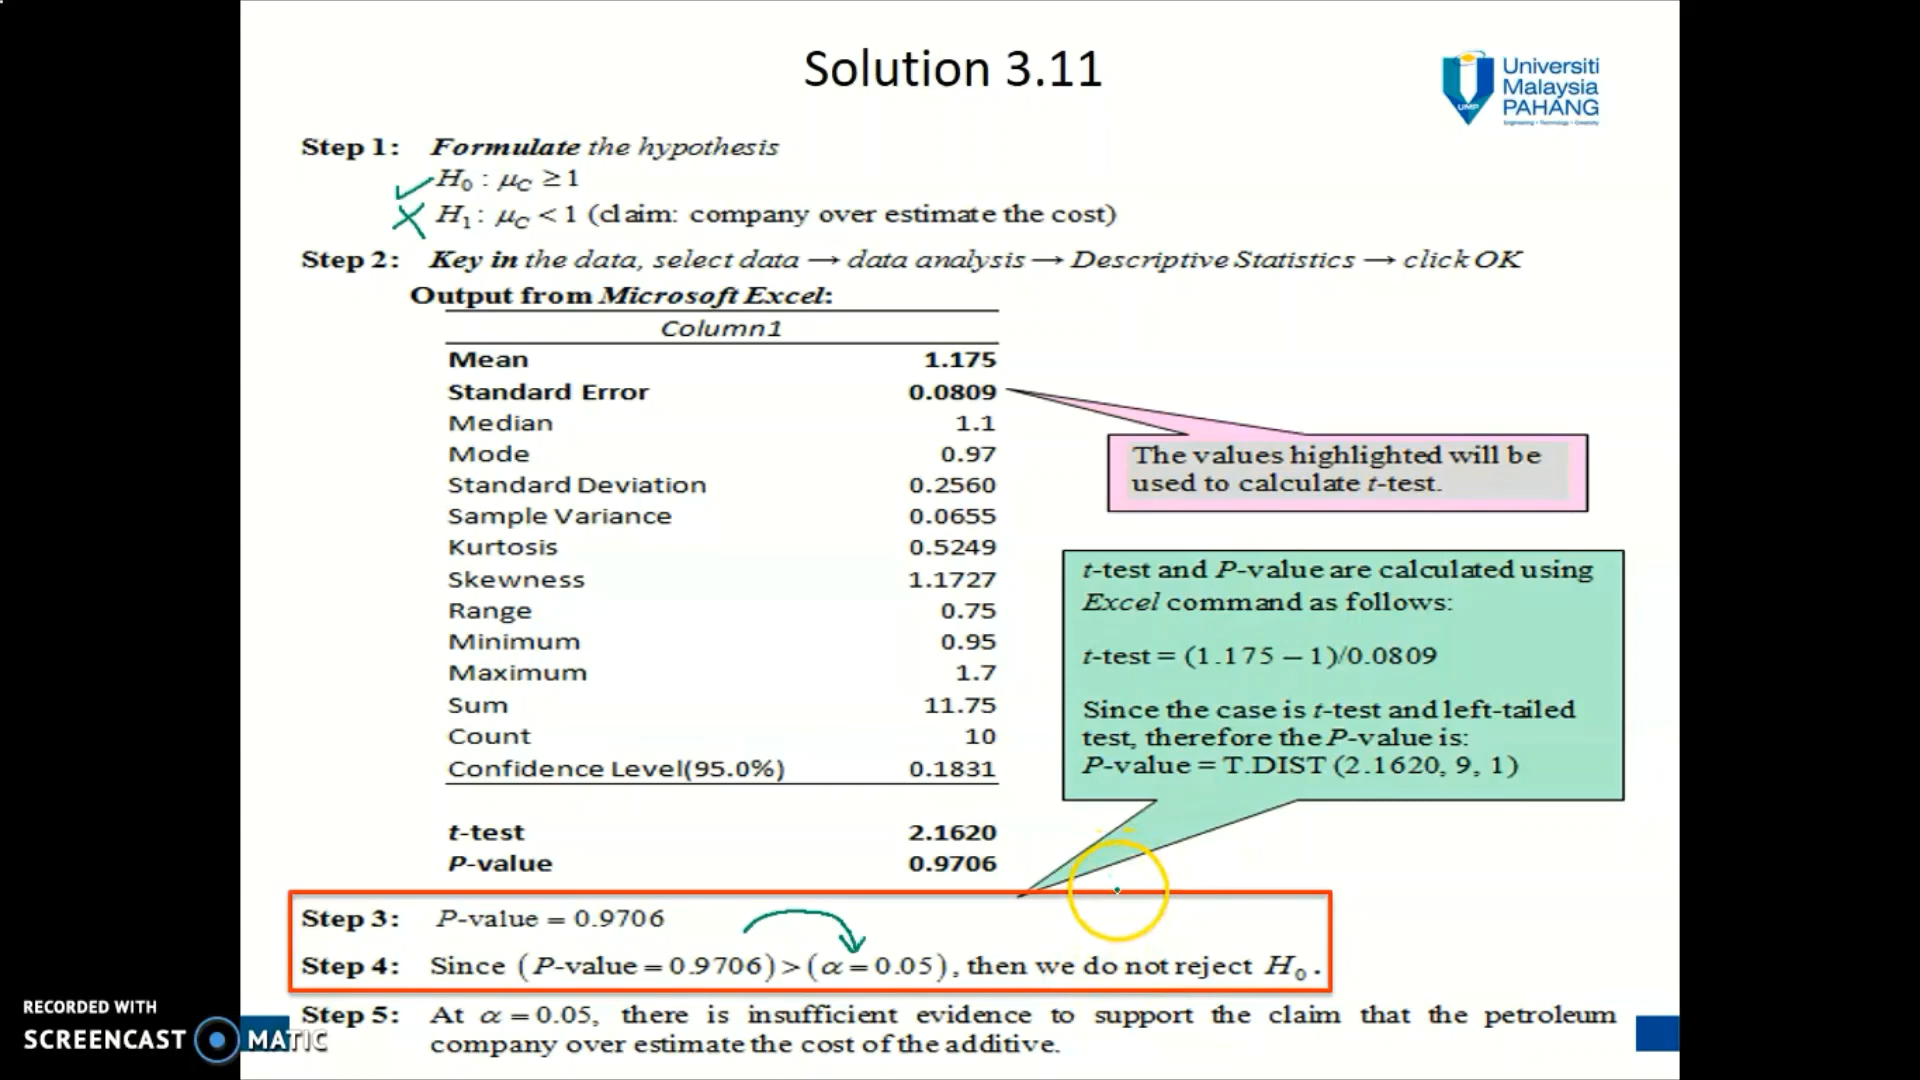 Solution 3.11
Universiti
Malaysia
PAHANG
UMP
Engineering • Technology • Creativity
Step 1: Formulate the hypothesis
H₀ : μ_C ≥ 1
H₁ : μ_C < 1 (claim: company over estimate the cost)
Step 2: Key in the data, select data → data analysis → Descriptive Statistics → click OK
Output from Microsoft Excel:
Column1
Mean 1.175
Standard Error 0.0809
Median 1.1
Mode 0.97
Standard Deviation 0.2560
Sample Variance 0.0655
Kurtosis 0.5249
Skewness 1.1727
Range 0.75
Minimum 0.95
Maximum 1.7
Sum 11.75
Count 10
Confidence Level(95.0%) 0.1831
t-test 2.1620
P-value 0.9706
The values highlighted will be
used to calculate t-test.
t-test and P-value are calculated using
Excel command as follows:
t-test = (1.175 – 1)/0.0809
Since the case is t-test and left-tailed
test, therefore the P-value is:
P-value = T.DIST (2.1620, 9, 1)
Step 3: P-value = 0.9706
Step 4: Since (P-value = 0.9706) > (α = 0.05), then we do not reject H₀.
Step 5: At α = 0.05, there is insufficient evidence to support the claim that the petroleum
company over estimate the cost of the additive.
RECORDED WITH
SCREENCAST MATIC